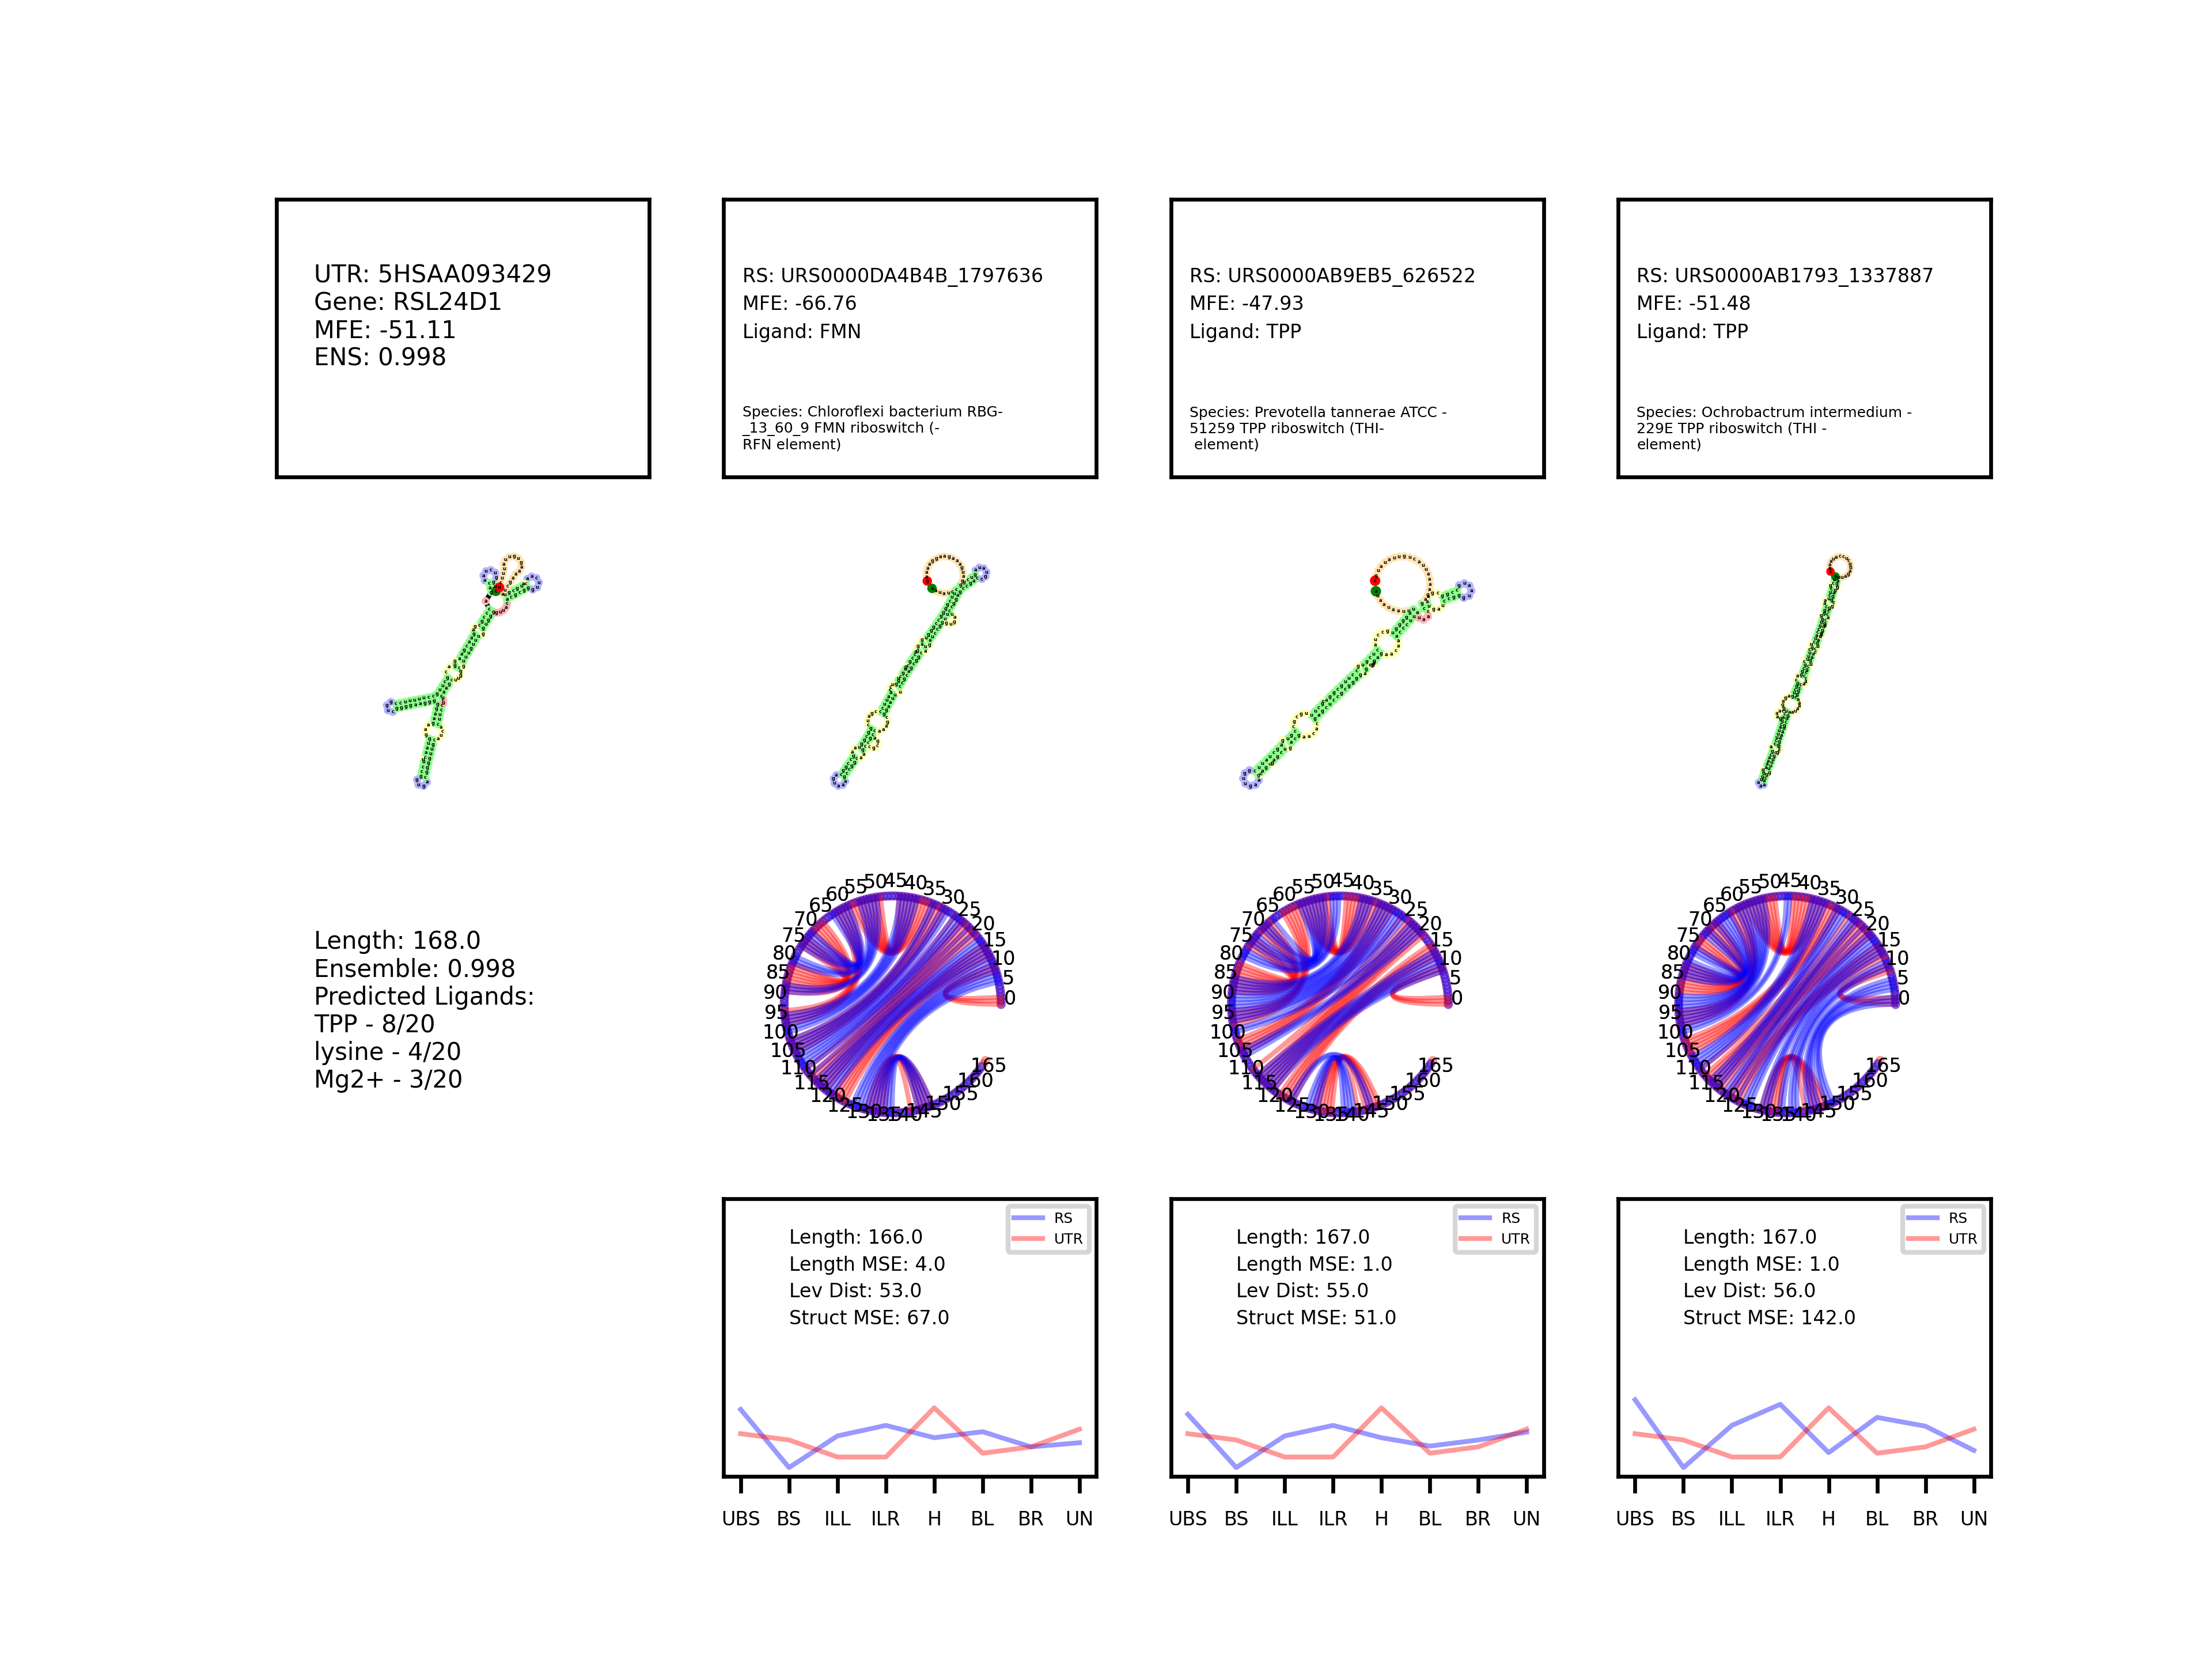 UTR: 5HSAA093429
Gene: RSL24D1
MFE: -51.11
ENS: 0.998
RS: URS0000DA4B4B_1797636
MFE: -66.76
Ligand: FMN
Species: Chloroflexi bacterium RBG-
_13_60_9 FMN riboswitch (-
RFN element)
RS: URS0000AB9EB5_626522
MFE: -47.93
Ligand: TPP
Species: Prevotella tannerae ATCC -
51259 TPP riboswitch (THI-
element)
RS: URS0000AB1793_1337887
MFE: -51.48
Ligand: TPP
Species: Ochrobactrum intermedium -
229E TPP riboswitch (THI -
element)
Length: 168.0
Ensemble: 0.998
Predicted Ligands:
TPP - 8/20
lysine - 4/20
Mg2+ - 3/20
0 5 10 15 20 25 30 35 40 45 50 55 60 65 70 75 80 85 90 95 100 105 110 115 120 125 130 135 140 145 150 155 160 165
0 5 10 15 20 25 30 35 40 45 50 55 60 65 70 75 80 85 90 95 100 105 110 115 120 125 130 135 140 145 150 155 160 165
0 5 10 15 20 25 30 35 40 45 50 55 60 65 70 75 80 85 90 95 100 105 110 115 120 125 130 135 140 145 150 155 160 165
RS
UTR
Length: 166.0
Length MSE: 4.0
Lev Dist: 53.0
Struct MSE: 67.0
UBS BS ILL ILR H BL BR UN
RS
UTR
Length: 167.0
Length MSE: 1.0
Lev Dist: 55.0
Struct MSE: 51.0
UBS BS ILL ILR H BL BR UN
RS
UTR
Length: 167.0
Length MSE: 1.0
Lev Dist: 56.0
Struct MSE: 142.0
UBS BS ILL ILR H BL BR UN